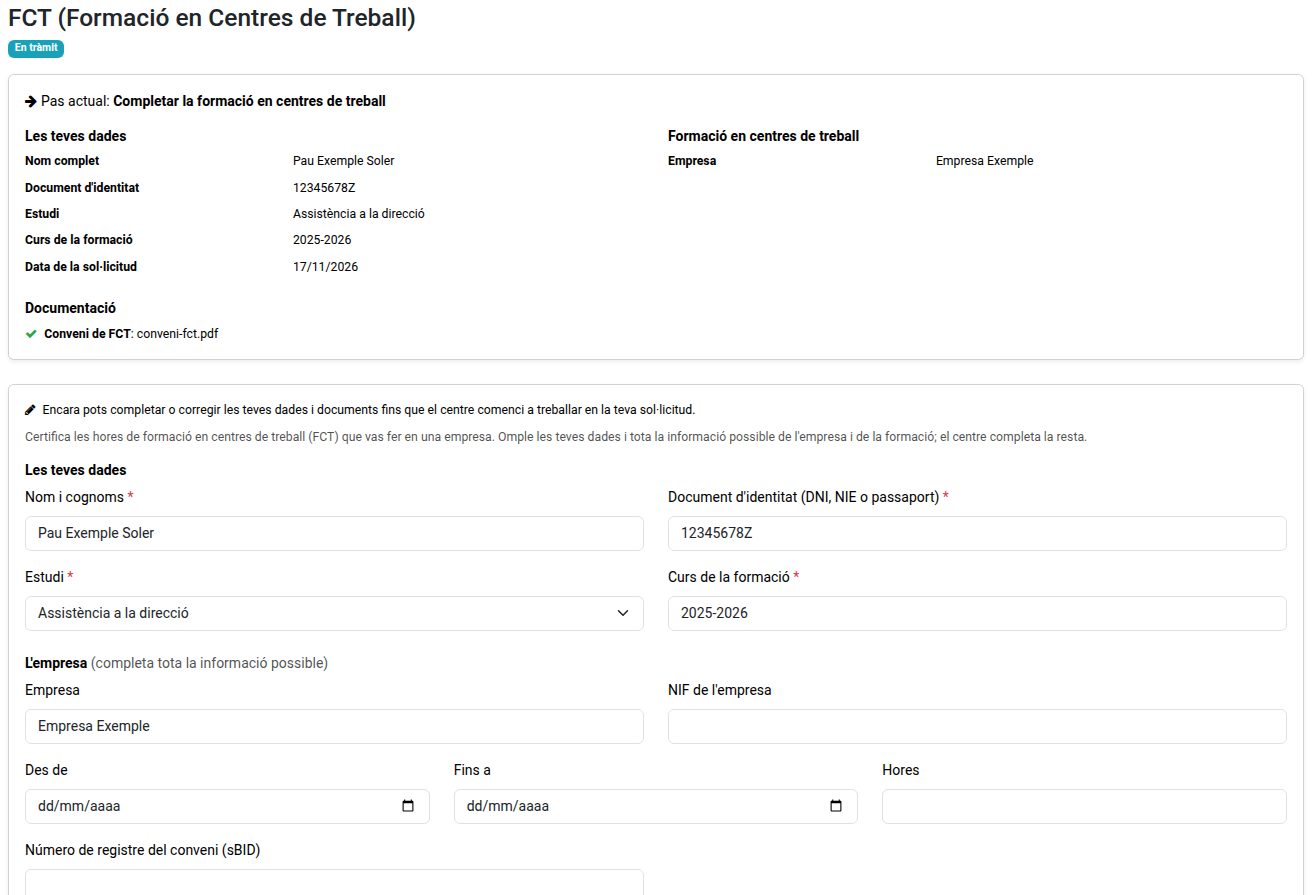 FCT (Formació en Centres de Treball)
En tràmit
Pas actual: Completar la formació en centres de treball
Les teves dades
Nom complet Pau Exemple Soler
Document d'identitat 12345678Z
Estudi Assistència a la direcció
Curs de la formació 2025-2026
Data de la sol·licitud 17/11/2026
Formació en centres de treball
Empresa Empresa Exemple
Documentació
Conveni de FCT: conveni-fct.pdf
Encara pots completar o corregir les teves dades i documents fins que el centre comenci a treballar en la teva sol·licitud.
Certifica les hores de formació en centres de treball (FCT) que vas fer en una empresa. Omple les teves dades i tota la informació possible de l'empresa i de la formació; el centre completa la resta.
Les teves dades
Nom i cognoms * Document d'identitat (DNI, NIE o passaport) *
Pau Exemple Soler 12345678Z
Estudi * Curs de la formació *
Assistència a la direcció 2025-2026
L'empresa (completa tota la informació possible)
Empresa NIF de l'empresa
Empresa Exemple
Des de Fins a Hores
dd/mm/aaaa dd/mm/aaaa
Número de registre del conveni (sBID)